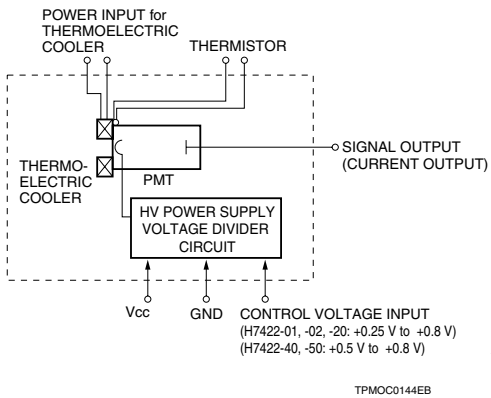 POWER INPUT for
THERMOELECTRIC
COOLER
THERMISTOR
SIGNAL OUTPUT
(CURRENT OUTPUT)
THERMO-
ELECTRIC
COOLER
PMT
HV POWER SUPPLY
VOLTAGE DIVIDER
CIRCUIT
Vcc
GND
CONTROL VOLTAGE INPUT
(H7422-01, -02, -20: +0.25 V to +0.8 V)
(H7422-40, -50: +0.5 V to +0.8 V)
TPMOC0144EB